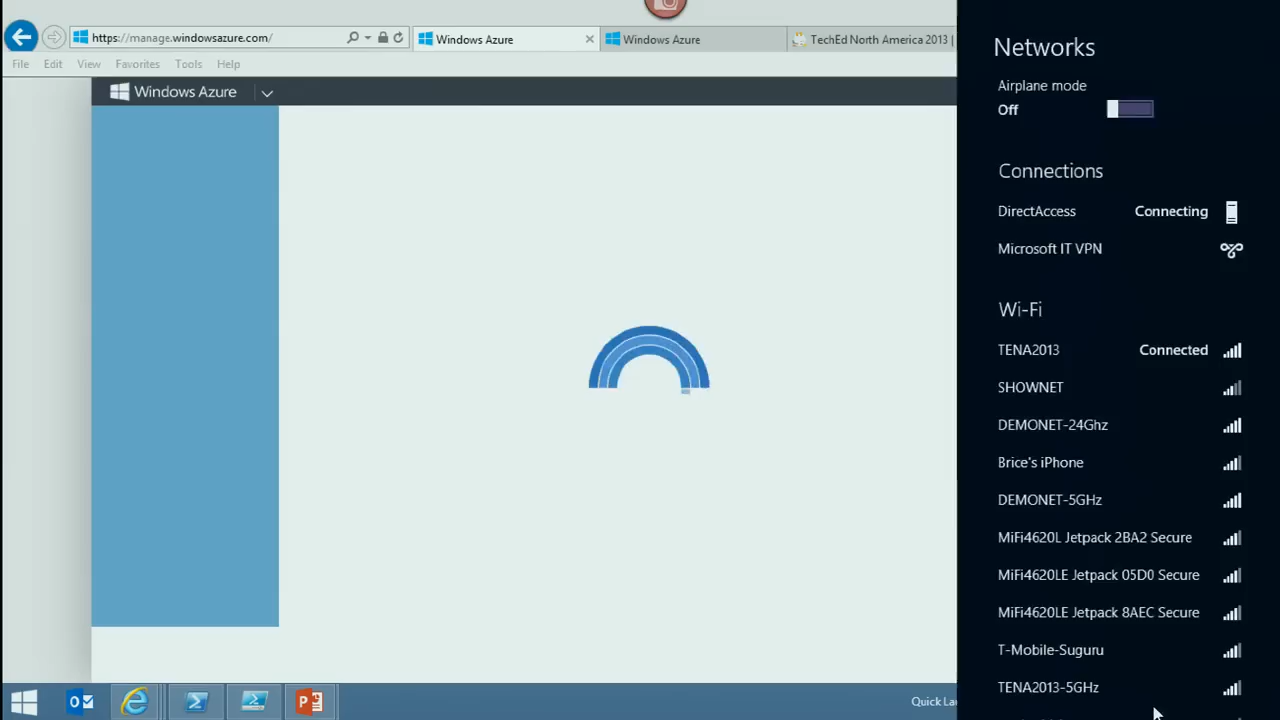 https://manage.windowsazure.com/
Windows Azure
Windows Azure
TechEd North America 2013 |
File Edit View Favorites Tools Help
Windows Azure
Networks
Airplane mode
Off
Connections
DirectAccess Connecting
Microsoft IT VPN
Wi-Fi
TENA2013 Connected
SHOWNET
DEMONET-24Ghz
Brice's iPhone
DEMONET-5GHz
MiFi4620L Jetpack 2BA2 Secure
MiFi4620LE Jetpack 05D0 Secure
MiFi4620LE Jetpack 8AEC Secure
T-Mobile-Suguru
TENA2013-5GHz
Quick La